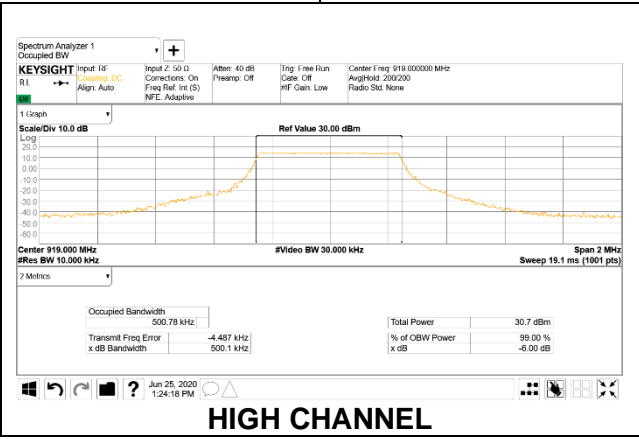 Spectrum Analyzer 1
Occupied BW
KEYSIGHT Input: RF Input Z: 50 Ω Atten: 40 dB Trig: Free Run Center Freq: 919.000000 MHz
RL Coupling: DC Corrections: On Preamp: Off Gate: Off Avg|Hold: 200/200
Align: Auto Freq Ref: Int (S) #IF Gain: Low Radio Std: None
NFE: Adaptive
1 Graph
Scale/Div 10.0 dB Ref Value 30.00 dBm
Log
20.0
10.0
0.00
-10.0
-20.0
-30.0
-40.0
-50.0
-60.0
Center 919.000 MHz #Video BW 30.000 kHz Span 2 MHz
#Res BW 10.000 kHz Sweep 19.1 ms (1001 pts)
2 Metrics
Occupied Bandwidth
500.78 kHz Total Power 30.7 dBm
Transmit Freq Error -4.487 kHz % of OBW Power 99.00 %
x dB Bandwidth 500.1 kHz x dB -6.00 dB
? Jun 25, 2020
1:24:18 PM
HIGH CHANNEL